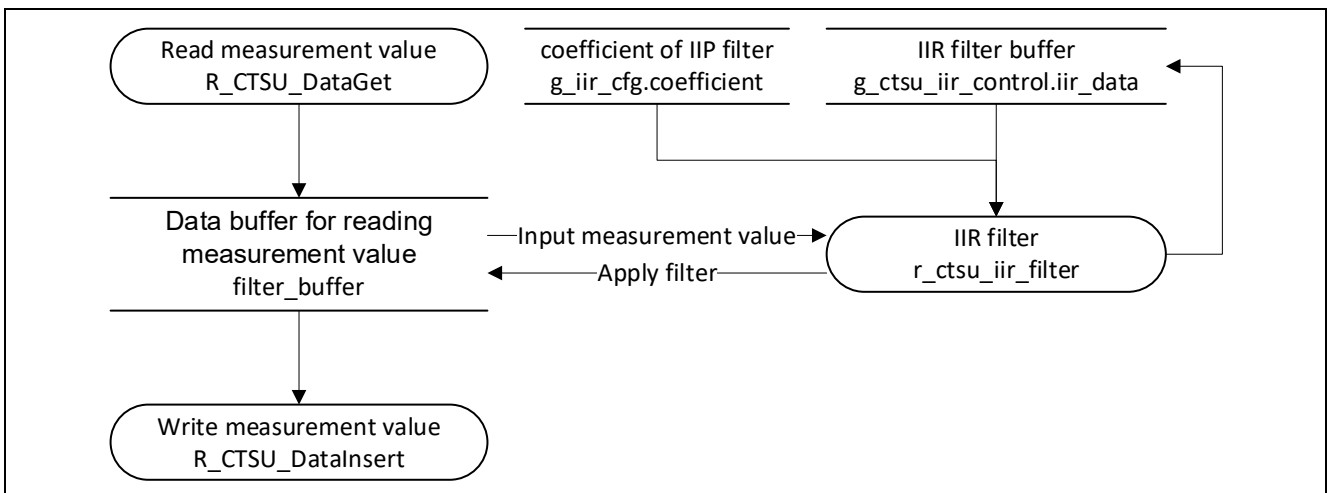 Read measurement value
R_CTSU_DataGet
coefficient of IIP filter
g_iir_cfg.coefficient
IIR filter buffer
g_ctsu_iir_control.iir_data
Data buffer for reading
measurement value
filter_buffer
Input measurement value
Apply filter
IIR filter
r_ctsu_iir_filter
Write measurement value
R_CTSU_DataInsert